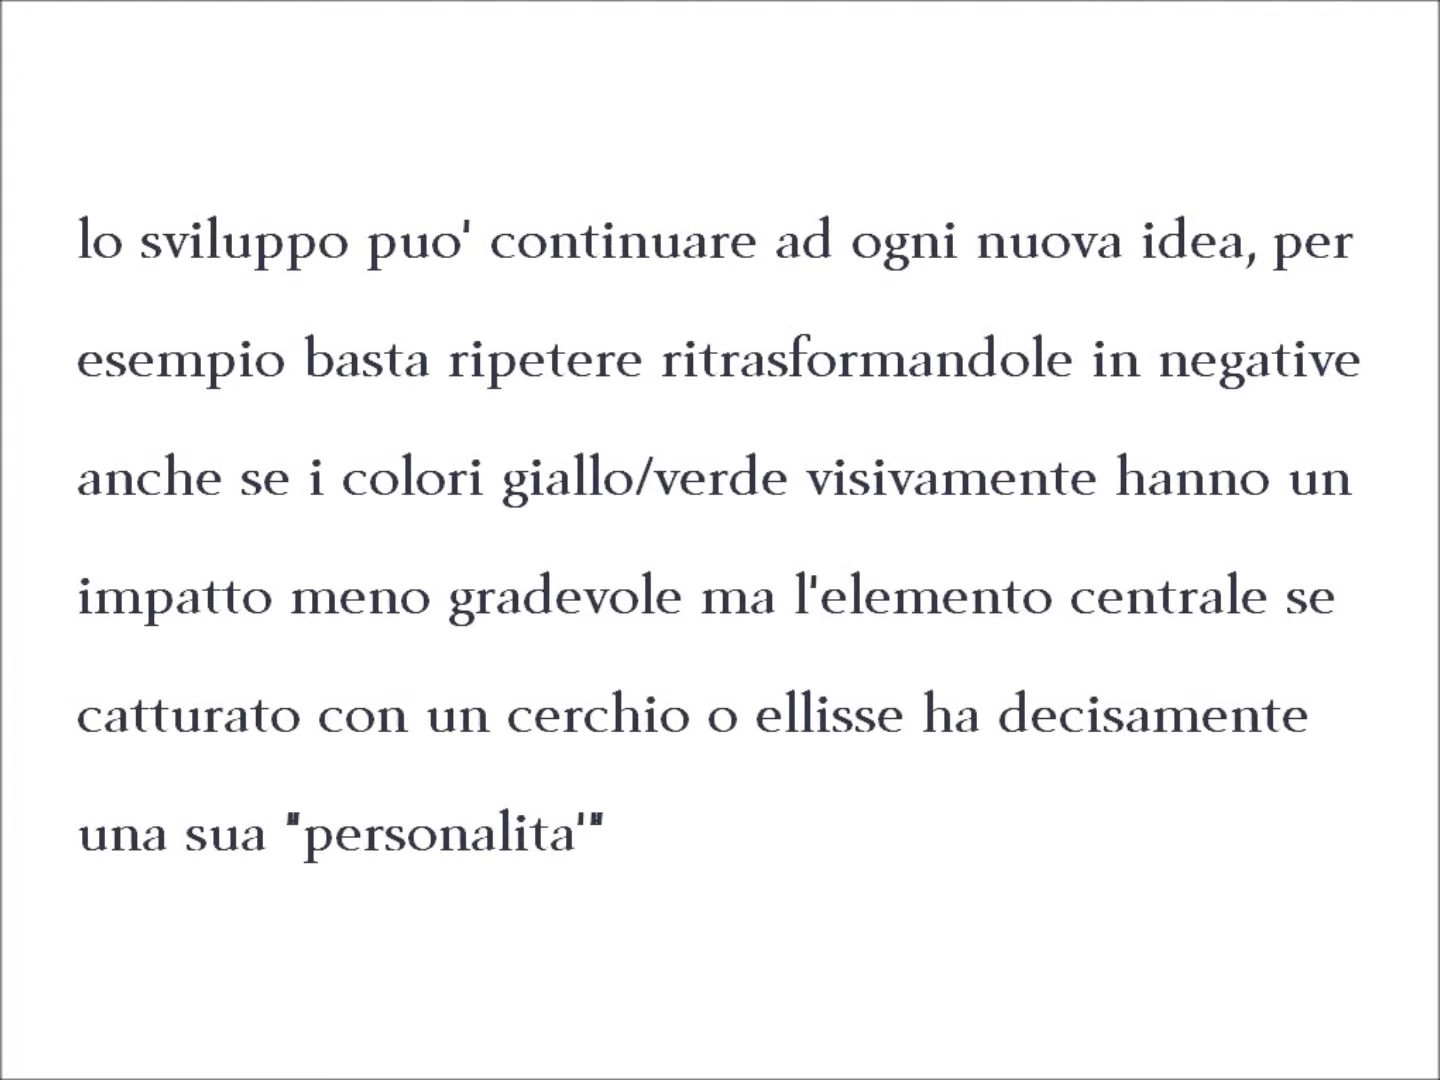 lo sviluppo puo' continuare ad ogni nuova idea, per
esempio basta ripetere ritrasformandole in negative
anche se i colori giallo/verde visivamente hanno un
impatto meno gradevole ma l'elemento centrale se
catturato con un cerchio o ellisse ha decisamente
una sua "personalita'"